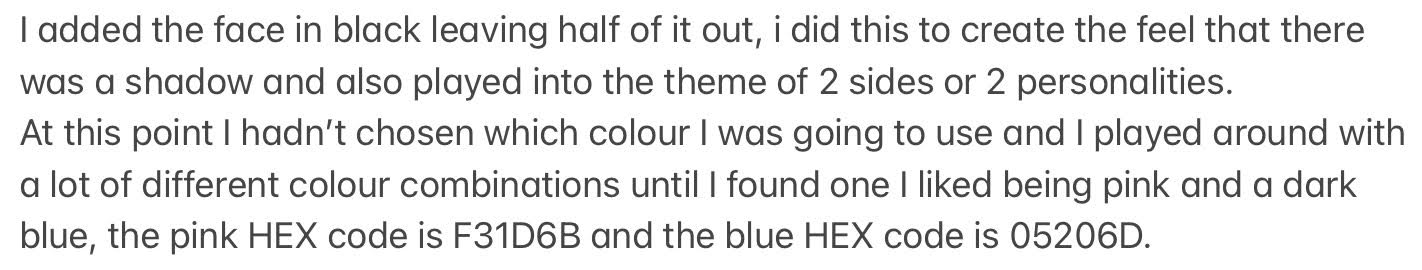 I added the face in black leaving half of it out, i did this to create the feel that there
was a shadow and also played into the theme of 2 sides or 2 personalities.
At this point I hadn’t chosen which colour I was going to use and I played around with
a lot of different colour combinations until I found one I liked being pink and a dark
blue, the pink HEX code is F31D6B and the blue HEX code is 05206D.